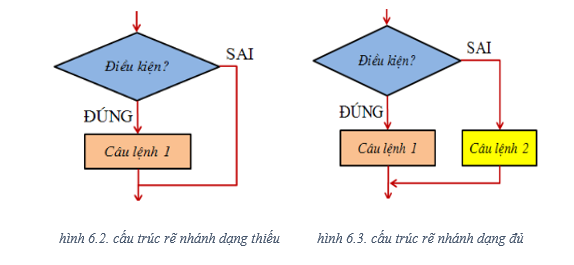 Điều kiện?
SAI
ĐÚNG
Câu lệnh 1
hình 6.2. cấu trúc rẽ nhánh dạng thiếu
Điều kiện?
SAI
ĐÚNG
Câu lệnh 1
Câu lệnh 2
hình 6.3. cấu trúc rẽ nhánh dạng đủ